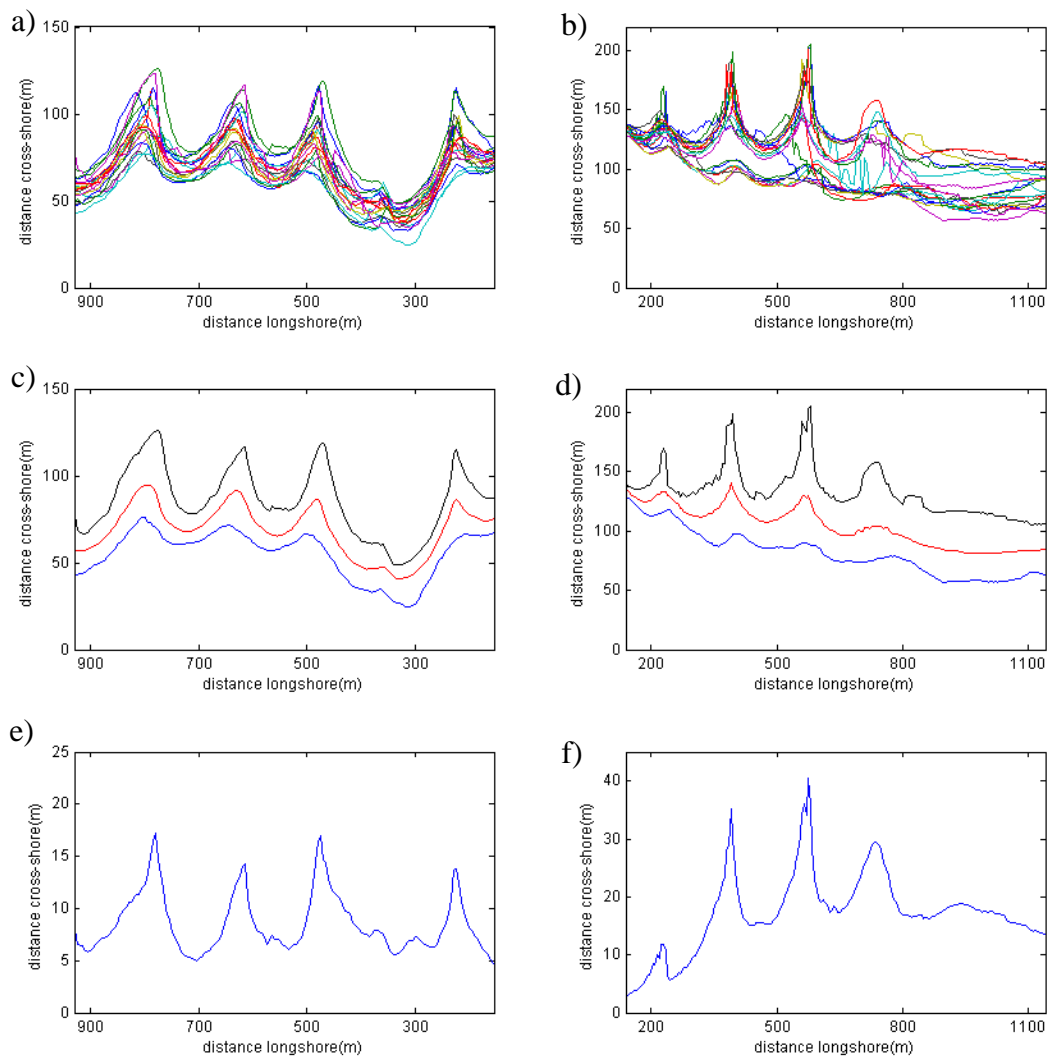 a)
150
100
50
0
distance cross-shore(m)
900 700 500 300
distance longshore(m)
b)
200
150
100
50
0
distance cross-shore(m)
200 500 800 1100
distance longshore(m)
c)
150
100
50
0
distance cross-shore(m)
900 700 500 300
distance longshore(m)
d)
200
150
100
50
0
distance cross-shore(m)
200 500 800 1100
distance longshore(m)
e)
25
20
15
10
5
0
distance cross-shore(m)
900 700 500 300
distance longshore(m)
f)
40
30
20
10
0
distance cross-shore(m)
200 500 800 1100
distance longshore(m)